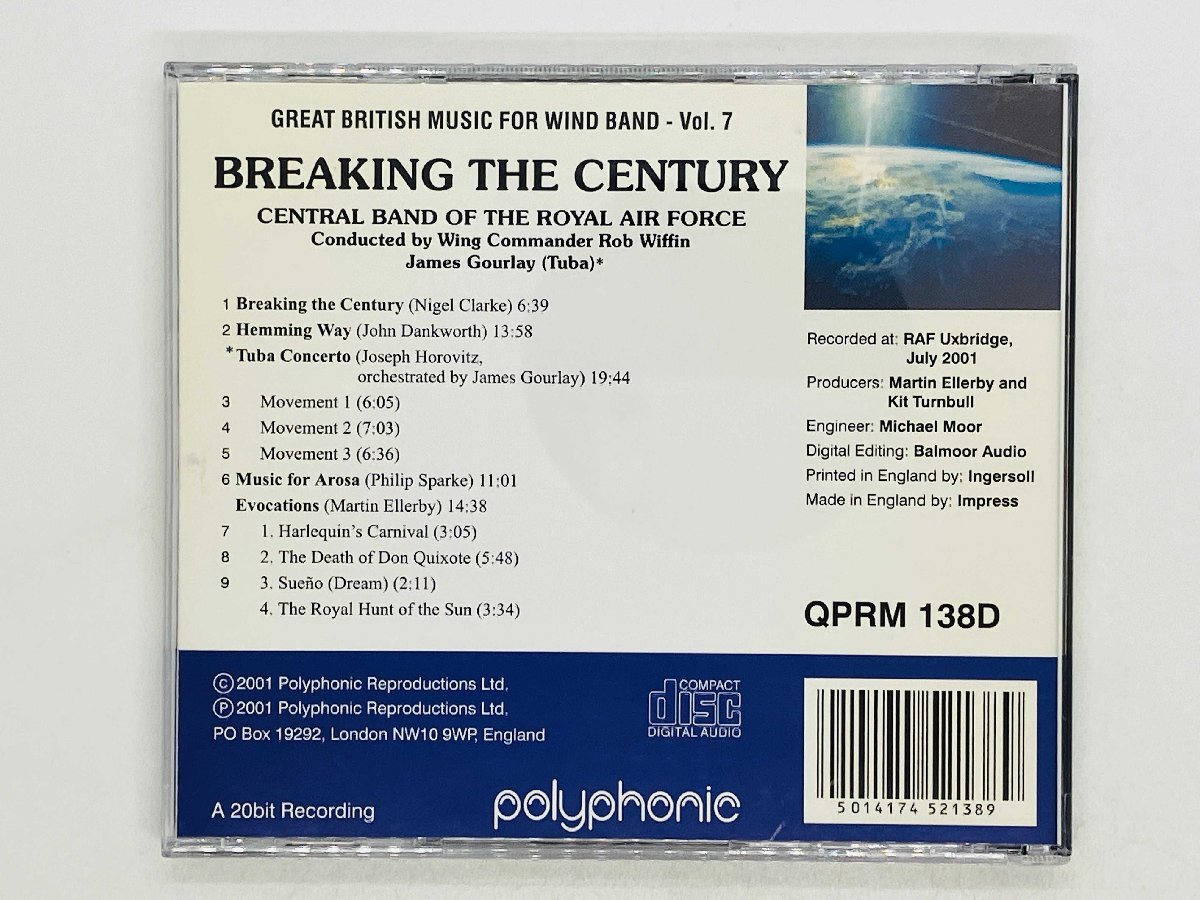 GREAT BRITISH MUSIC FOR WIND BAND - Vol. 7
BREAKING THE CENTURY
CENTRAL BAND OF THE ROYAL AIR FORCE
Conducted by Wing Commander Rob Wiffin
James Gourlay (Tuba)*
1 Breaking the Century (Nigel Clarke) 6:39
2 Hemming Way (John Dankworth) 13:58
*Tuba Concerto (Joseph Horovitz,
orchestrated by James Gourlay) 19:44
3 Movement 1 (6:05)
4 Movement 2 (7:03)
5 Movement 3 (6:36)
6 Music for Arosa (Philip Sparke) 11:01
Evocations (Martin Ellerby) 14:38
7 1. Harlequin's Carnival (3:05)
8 2. The Death of Don Quixote (5:48)
9 3. Sueño (Dream) (2:11)
4. The Royal Hunt of the Sun (3:34)
Recorded at: RAF Uxbridge,
July 2001
Producers: Martin Ellerby and
Kit Turnbull
Engineer: Michael Moor
Digital Editing: Balmoor Audio
Printed in England by: Ingersoll
Made in England by: Impress
QPRM 138D
©2001 Polyphonic Reproductions Ltd.
℗2001 Polyphonic Reproductions Ltd.
PO Box 19292, London NW10 9WP, England
COMPACT
disc
DIGITAL AUDIO
A 20bit Recording
polyphonic
5014174 521389